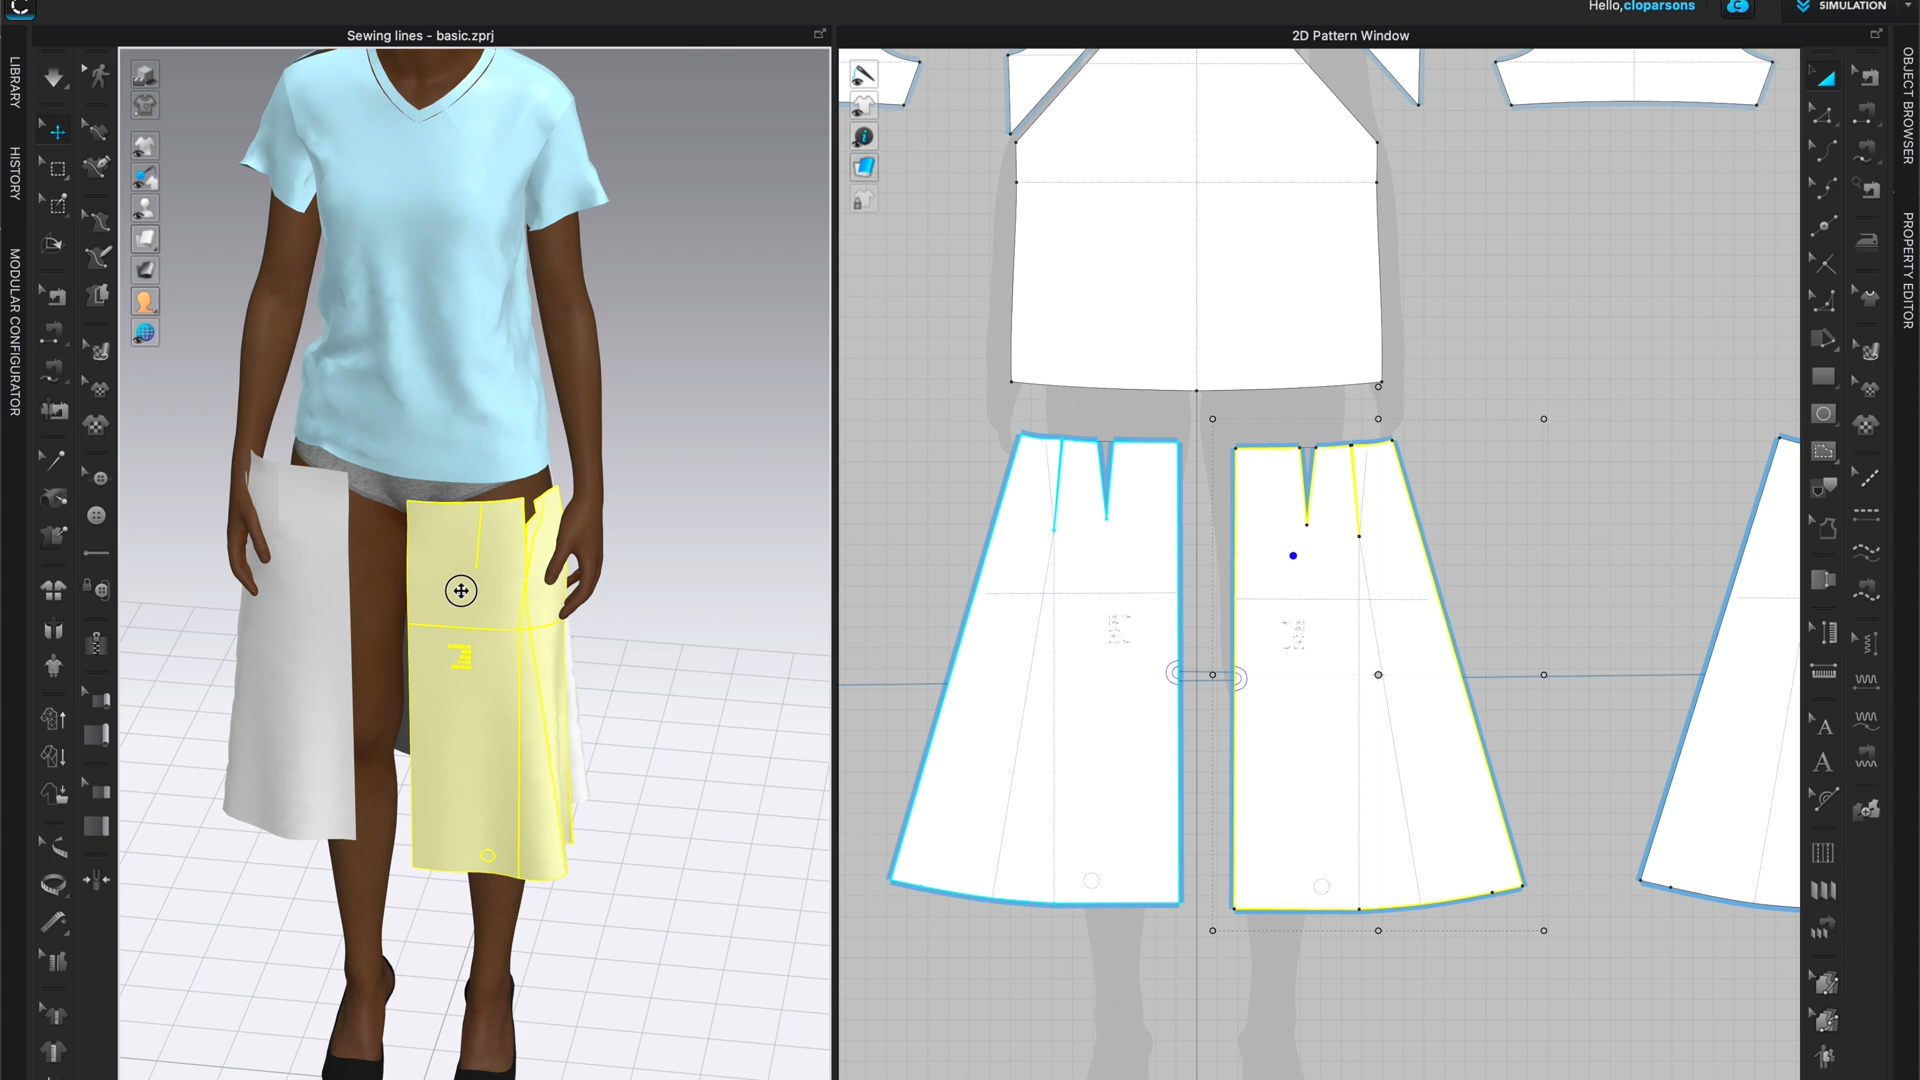 Hello,cloparsons
SIMULATION
Sewing lines - basic.zprj
2D Pattern Window
LIBRARY
HISTORY
MODULAR CONFIGURATOR
OBJECT BROWSER
PROPERTY EDITOR